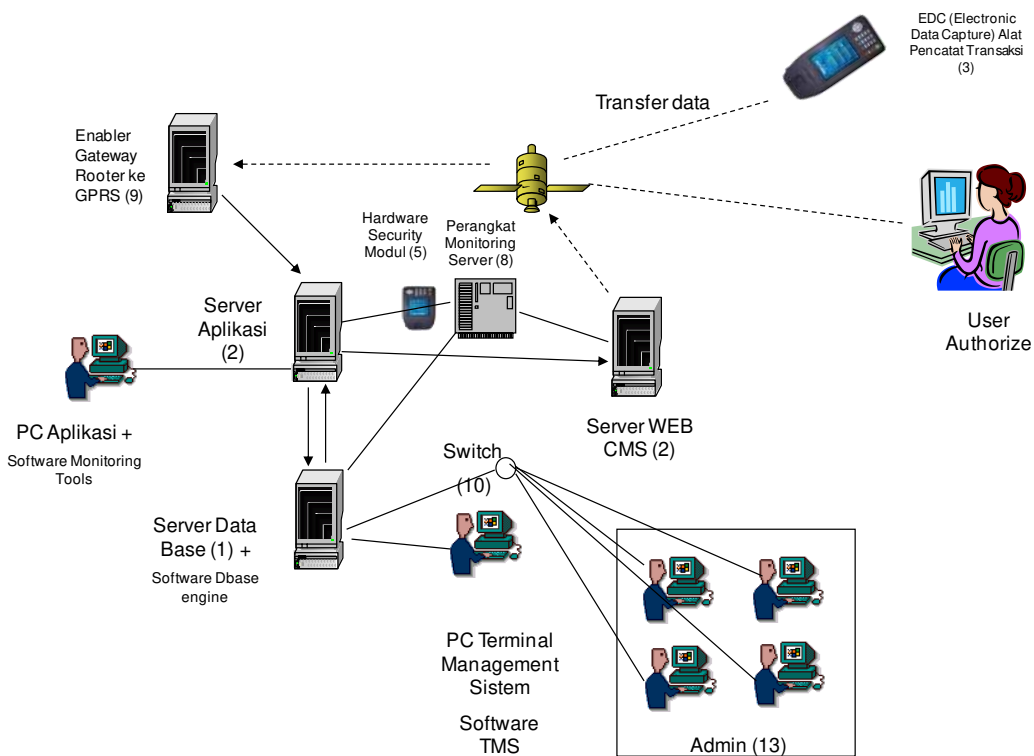 EDC (Electronic
Data Capture) Alat
Pencatat Transaksi
(3)
Transfer data
Enabler
Gateway
Rooter ke
GPRS (9)
Hardware
Security
Modul (5)
Perangkat
Monitoring
Server (8)
User
Authorize
Server
Aplikasi
(2)
PC Aplikasi +
Software Monitoring
Tools
Server WEB
CMS (2)
Switch
(10)
Server Data
Base (1) +
Software Dbase
engine
PC Terminal
Management
Sistem
Software
TMS
Admin (13)